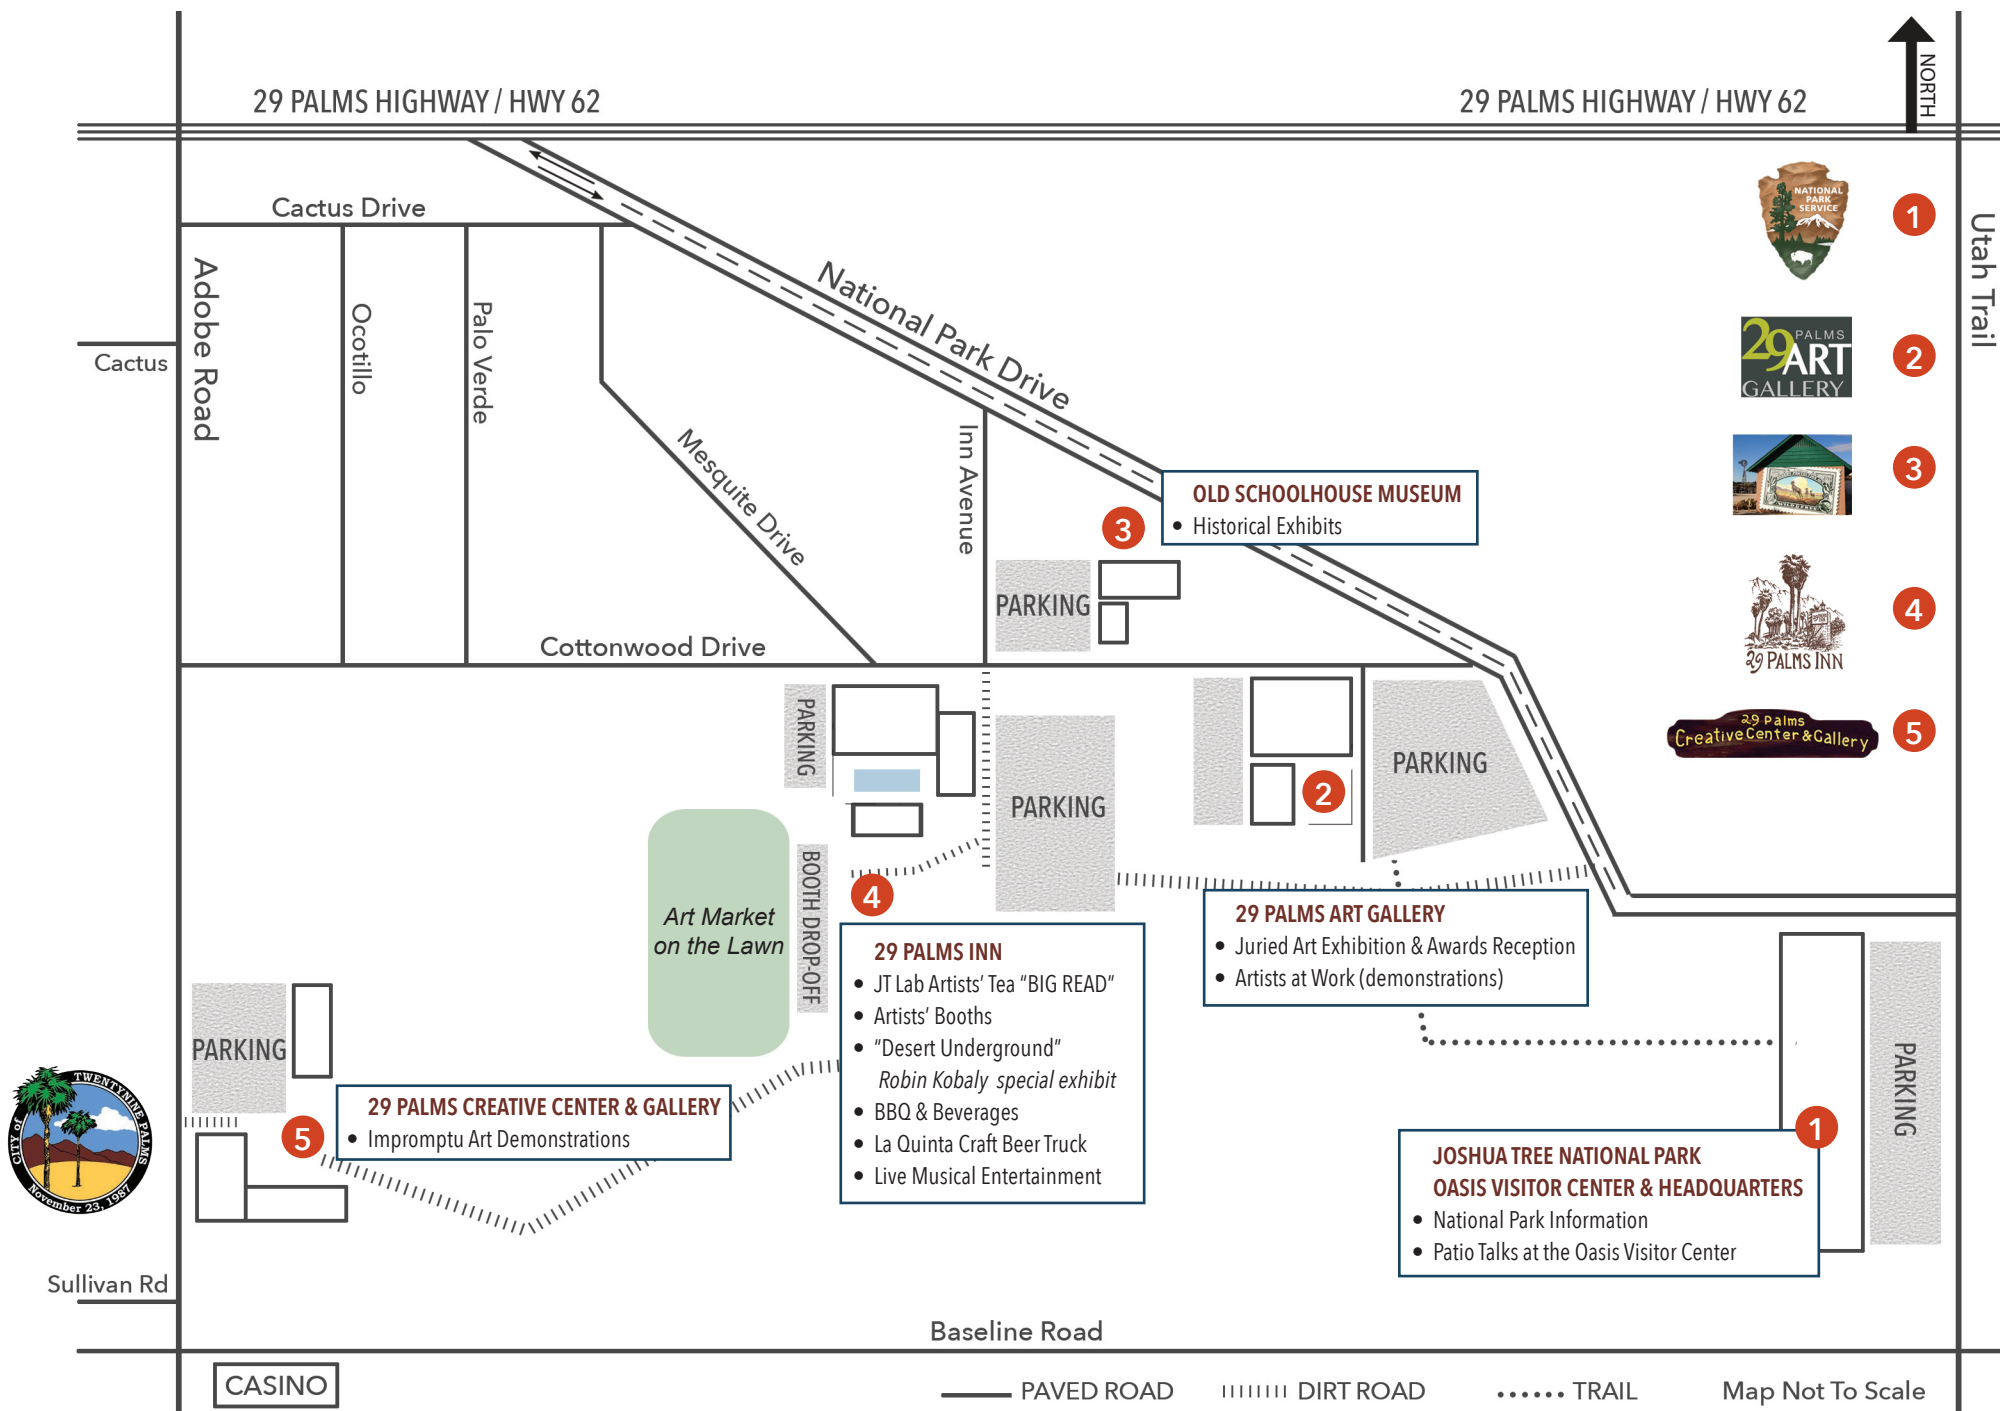 29 PALMS HIGHWAY / HWY 62
29 PALMS HIGHWAY / HWY 62
NORTH
NATIONAL
PARK
SERVICE
1
Cactus Drive
Utah Trail
Adobe Road
National Park Drive
Ocotillo
Palo Verde
Cactus
29 PALMS
ART
GALLERY
2
Mesquite Drive
Inn Avenue
3
OLD SCHOOLHOUSE MUSEUM
• Historical Exhibits
3
PARKING
29 PALMS INN
4
Cottonwood Drive
PARKING
PARKING
PARKING
2
29 Palms
Creative Center & Gallery
5
Art Market
on the Lawn
BOOTH DROP-OFF
4
29 PALMS INN
• JT Lab Artists' Tea "BIG READ"
• Artists' Booths
• "Desert Underground"
Robin Kobaly special exhibit
• BBQ & Beverages
• La Quinta Craft Beer Truck
• Live Musical Entertainment
29 PALMS ART GALLERY
• Juried Art Exhibition & Awards Reception
• Artists at Work (demonstrations)
PARKING
CITY of TWENTYNINE PALMS
November 23, 1987
5
29 PALMS CREATIVE CENTER & GALLERY
• Impromptu Art Demonstrations
PARKING
1
JOSHUA TREE NATIONAL PARK
OASIS VISITOR CENTER & HEADQUARTERS
• National Park Information
• Patio Talks at the Oasis Visitor Center
Sullivan Rd
Baseline Road
CASINO
PAVED ROAD
DIRT ROAD
TRAIL
Map Not To Scale